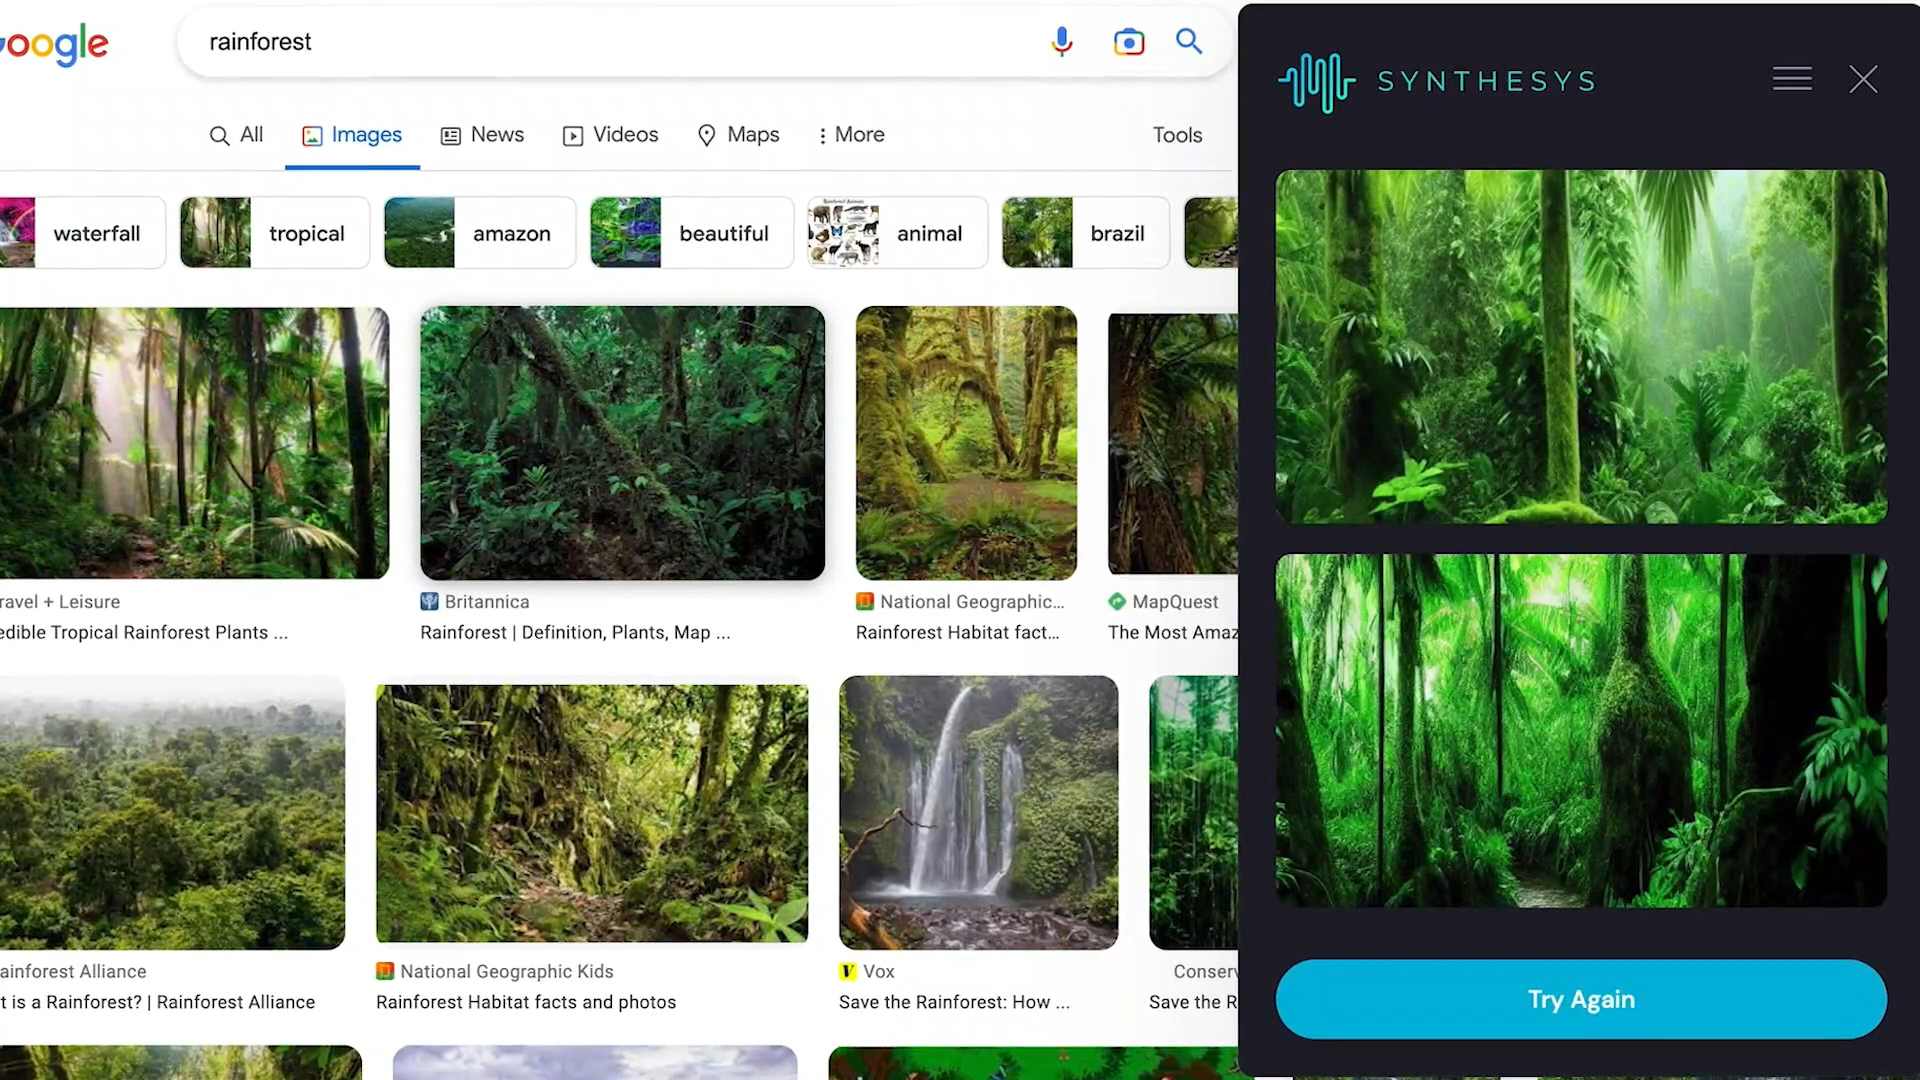 oogle
rainforest
SYNTHESYS
All
Images
News
Videos
Maps
More
Tools
waterfall
tropical
amazon
beautiful
animal
brazil
ravel + Leisure
Britannica
National Geographic...
MapQuest
edible Tropical Rainforest Plants ...
Rainforest | Definition, Plants, Map ...
Rainforest Habitat fact...
The Most Amaz
ainforest Alliance
National Geographic Kids
V Vox
Conserv
t is a Rainforest? | Rainforest Alliance
Rainforest Habitat facts and photos
Save the Rainforest: How ...
Save the R
Try Again